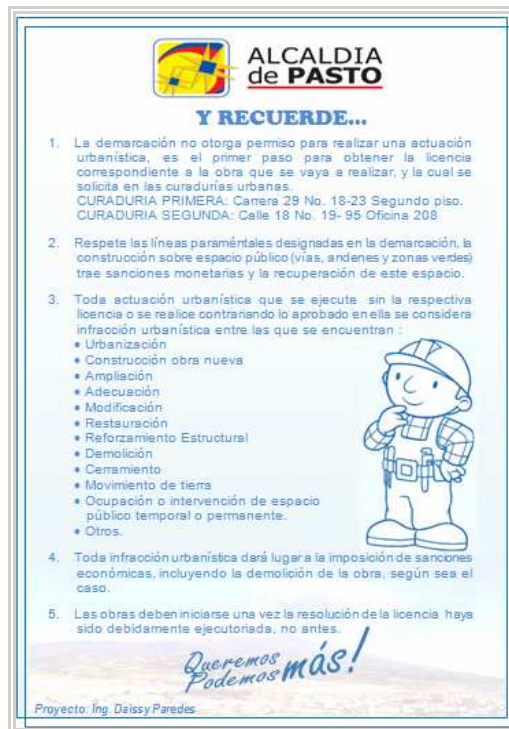 ALCALDIA
de PASTO
Y RECUERDE...
1. La demarcación no otorga permiso para realizar una actuación
urbanística, es el primer paso para obtener la licencia
correspondiente a la obra que se vaya a realizar, y la cual se
solicita en las curadurías urbanas.
CURADURIA PRIMERA: Carrera 29 No. 18-23 Segundo piso.
CURADURIA SEGUNDA: Calle 18 No. 19- 95 Oficina 208
2. Respete las líneas paraméntales designadas en la demarcación, la
construcción sobre espacio público (vías, andenes y zonas verdes)
trae sanciones monetarias y la recuperación de este espacio.
3. Toda actuación urbanística que se ejecute sin la respectiva
licencia o se realice contrariando lo aprobado en ella se considera
infracción urbanística entre las que se encuentran :
• Urbanización
• Construcción obra nueva
• Ampliación
• Adecuación
• Modificación
• Restauración
• Reforzamiento Estructural
• Demolición
• Cerramiento
• Movimiento de tierra
• Ocupación o intervención de espacio
público temporal o permanente.
• Otros.
4. Toda infracción urbanística dará lugar a la imposición de sanciones
económicas, incluyendo la demolición de la obra, según sea el
caso.
5. Las obras deben iniciarse una vez la resolución de la licencia haya
sido debidamente ejecutoriada, no antes.
Queremos
Podemos más!
Proyecto: Ing. Daissy Paredes